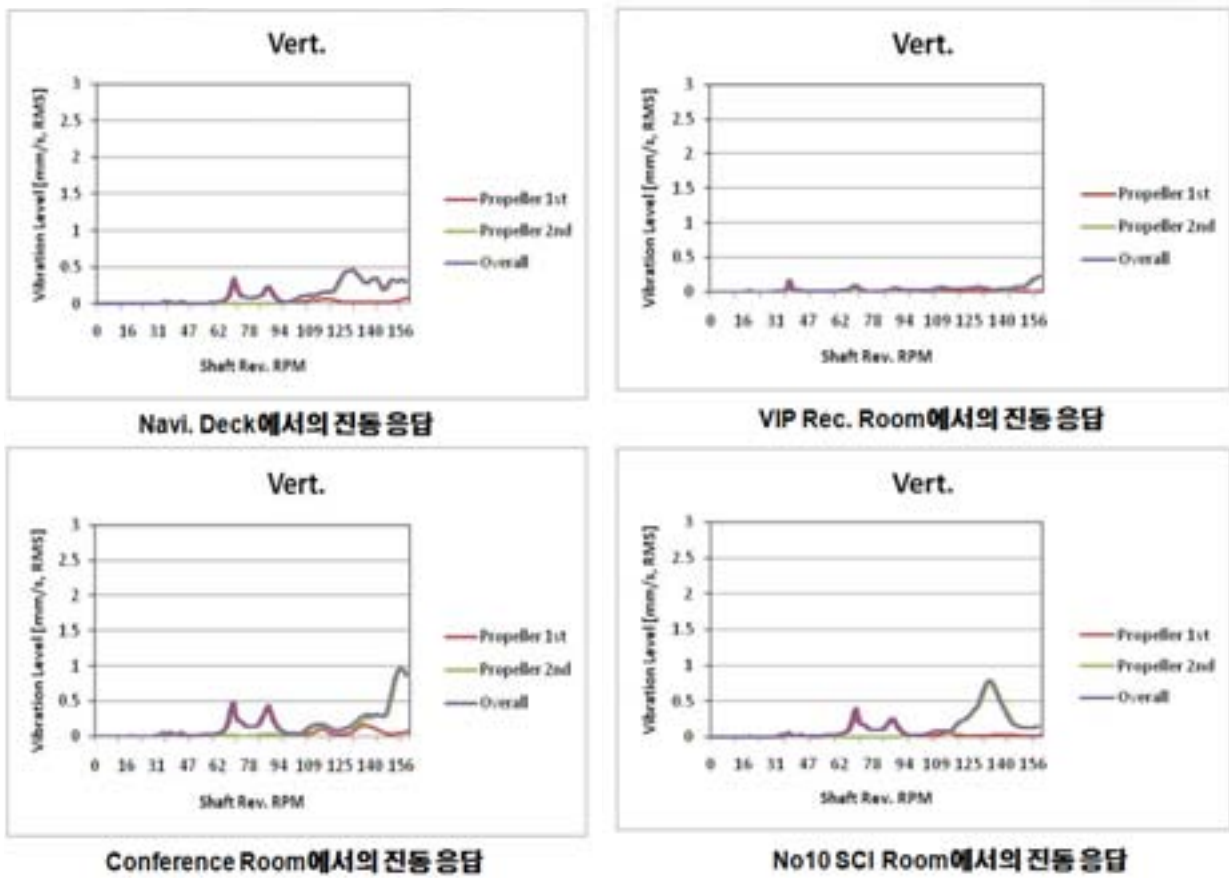 Vert.
Vibration Level [mm/s, RMS]
3
2.5
2
1.5
1
0.5
0
0 16 31 47 62 78 94 109 125 140 156
Shaft Rev. RPM
Propeller 1st
Propeller 2nd
Overall
Navi. Deck에서의 진동 응답
Vert.
Vibration Level [mm/s, RMS]
3
2.5
2
1.5
1
0.5
0
0 16 31 47 62 78 94 109 125 140 156
Shaft Rev. RPM
Propeller 1st
Propeller 2nd
Overall
VIP Rec. Room에서의 진동 응답
Vert.
Vibration Level [mm/s, RMS]
3
2.5
2
1.5
1
0.5
0
0 16 31 47 62 78 94 109 125 140 156
Shaft Rev. RPM
Propeller 1st
Propeller 2nd
Overall
Conference Room에서의 진동 응답
Vert.
Vibration Level [mm/s, RMS]
3
2.5
2
1.5
1
0.5
0
0 16 31 47 62 78 94 109 125 140 156
Shaft Rev. RPM
Propeller 1st
Propeller 2nd
Overall
No10 SCI Room에서의 진동 응답